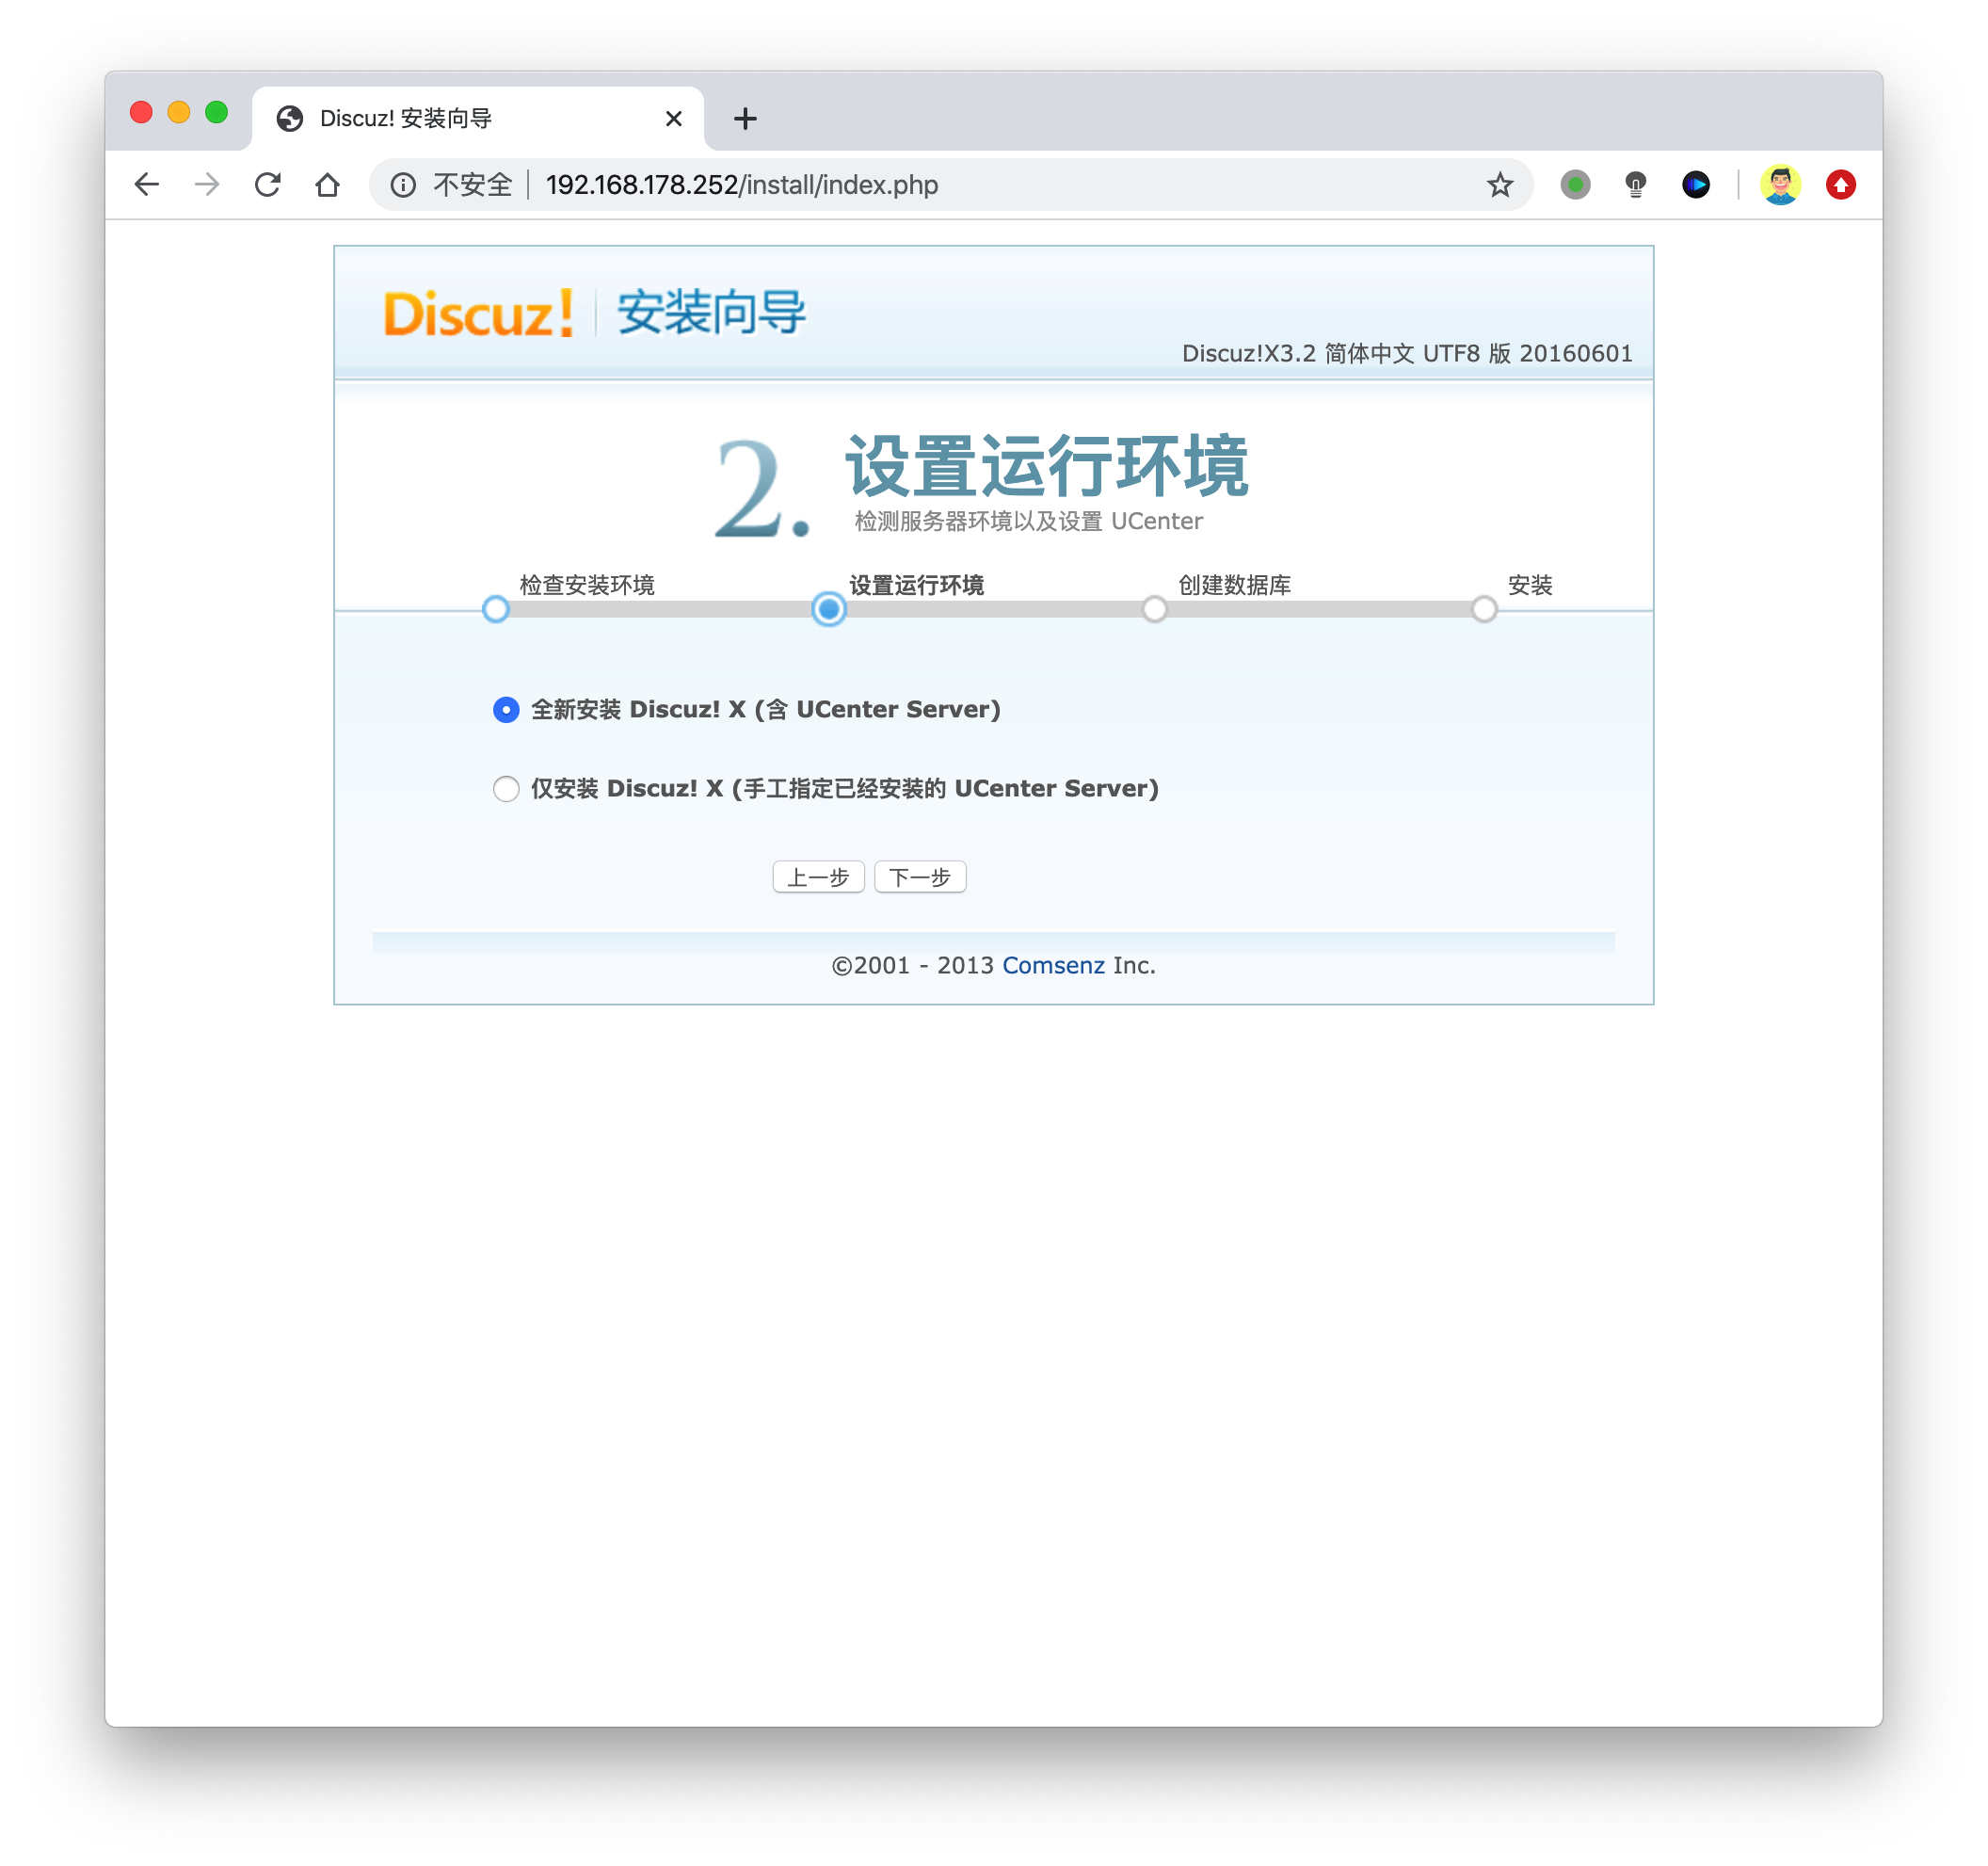 Discuz! 安装向导
不安全 192.168.178.252/install/index.php
Discuz! 安装向导
Discuz!X3.2 简体中文 UTF8 版 20160601
2. 设置运行环境
检测服务器环境以及设置 UCenter
检查安装环境 设置运行环境 创建数据库 安装
全新安装 Discuz! X (含 UCenter Server)
仅安装 Discuz! X (手工指定已经安装的 UCenter Server)
上一步 下一步
©2001 - 2013 Comsenz Inc.